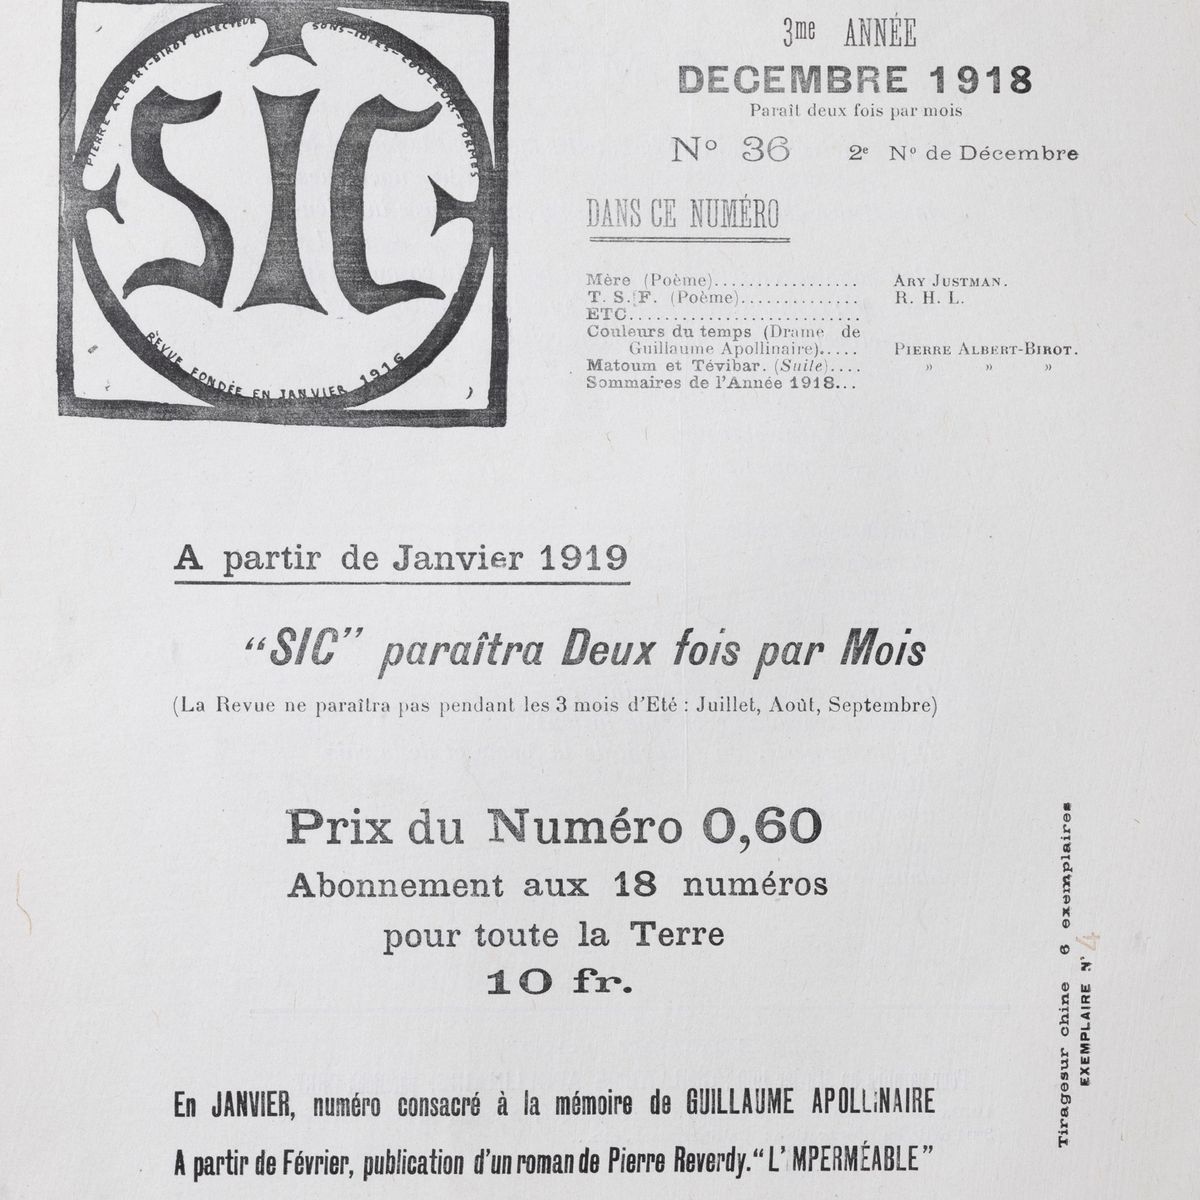 PIERRE ALBERT-BIROT DIRECTEUR
SONS-IDÉES-COULEURS-FORMES
SIC
REVUE FONDÉE EN JANVIER 1916
3me ANNÉE
DECEMBRE 1918
Paraît deux fois par mois
No 36 2e No de Décembre
DANS CE NUMÉRO
Mère (Poème)................ ARY JUSTMAN.
T. S. F. (Poème)............. R. H. L.
ETC.........................
Couleurs du temps (Drame de
Guillaume Apollinaire)..... PIERRE ALBERT-BIROT.
Matoum et Tévibar. (Suite).... » » »
Sommaires de l'Année 1918...
A partir de Janvier 1919
“SIC” paraîtra Deux fois par Mois
(La Revue ne paraîtra pas pendant les 3 mois d'Eté : Juillet, Août, Septembre)
Prix du Numéro 0,60
Abonnement aux 18 numéros
pour toute la Terre
10 fr.
En JANVIER, numéro consacré à la mémoire de GUILLAUME APOLLINAIRE
A partir de Février, publication d'un roman de Pierre Reverdy. “L' MPERMÉABLE”
Tiragesur chine 6 exemplaires
EXEMPLAIRE N° 4